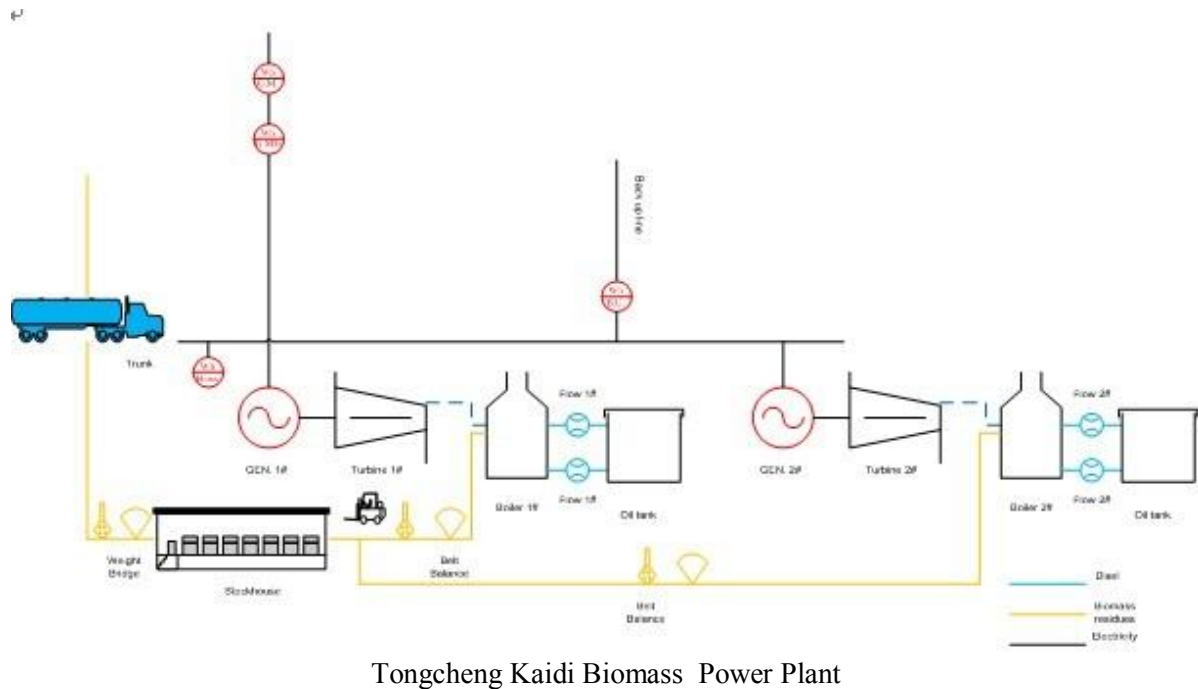 Back up line
Trunk
Flow 1#
Flow 2#
GEN. 1#
Turbine 1#
Flow 1#
Boiler 1#
Oil tank
GEN. 2#
Turbine 2#
Flow 2#
Boiler 2#
Oil tank
Weight
Bridge
Belt
Balance
Stockhouse
Belt
Balance
Biomass
residues
Electricity
Tongcheng Kaidi Biomass Power Plant